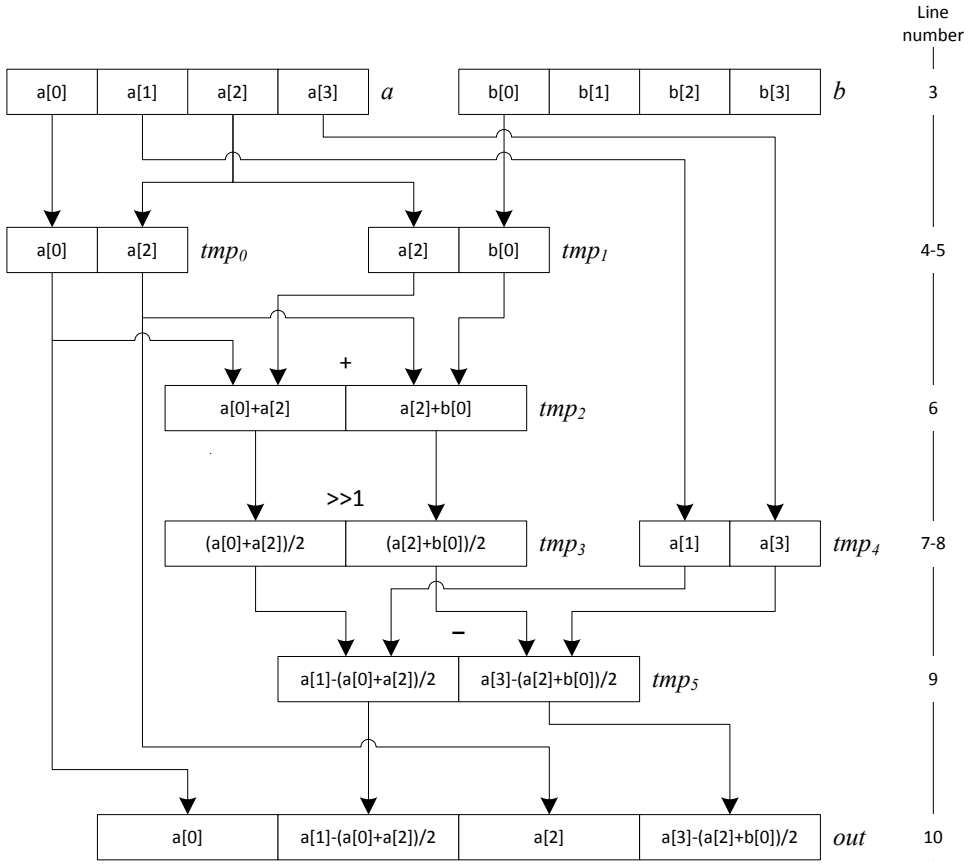 Line
number
a[0] a[1] a[2] a[3] a b[0] b[1] b[2] b[3] b 3
a[0] a[2] tmp0 a[2] b[0] tmp1 4-5
+
a[0]+a[2] a[2]+b[0] tmp2 6
>>1
(a[0]+a[2])/2 (a[2]+b[0])/2 tmp3 a[1] a[3] tmp4 7-8
–
a[1]-(a[0]+a[2])/2 a[3]-(a[2]+b[0])/2 tmp5 9
a[0] a[1]-(a[0]+a[2])/2 a[2] a[3]-(a[2]+b[0])/2 out 10